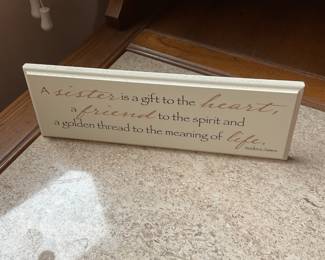 A sister is a gift to the heart,
a friend to the spirit and
a golden thread to the meaning of life.